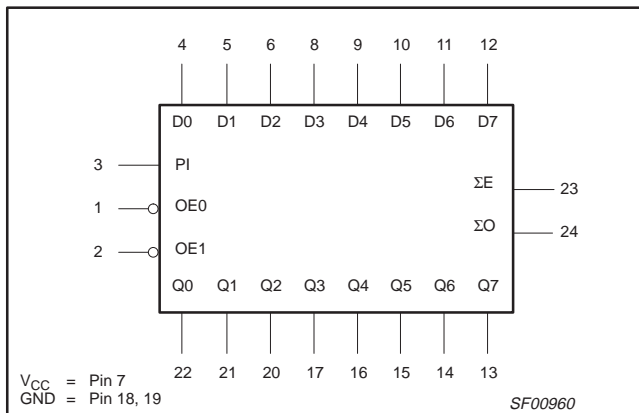 4 5 6 8 9 10 11 12
D0 D1 D2 D3 D4 D5 D6 D7
3 PI
ΣE 23
1 OE0
ΣO 24
2 OE1
Q0 Q1 Q2 Q3 Q4 Q5 Q6 Q7
22 21 20 17 16 15 14 13
VCC = Pin 7
GND = Pin 18, 19
SF00960